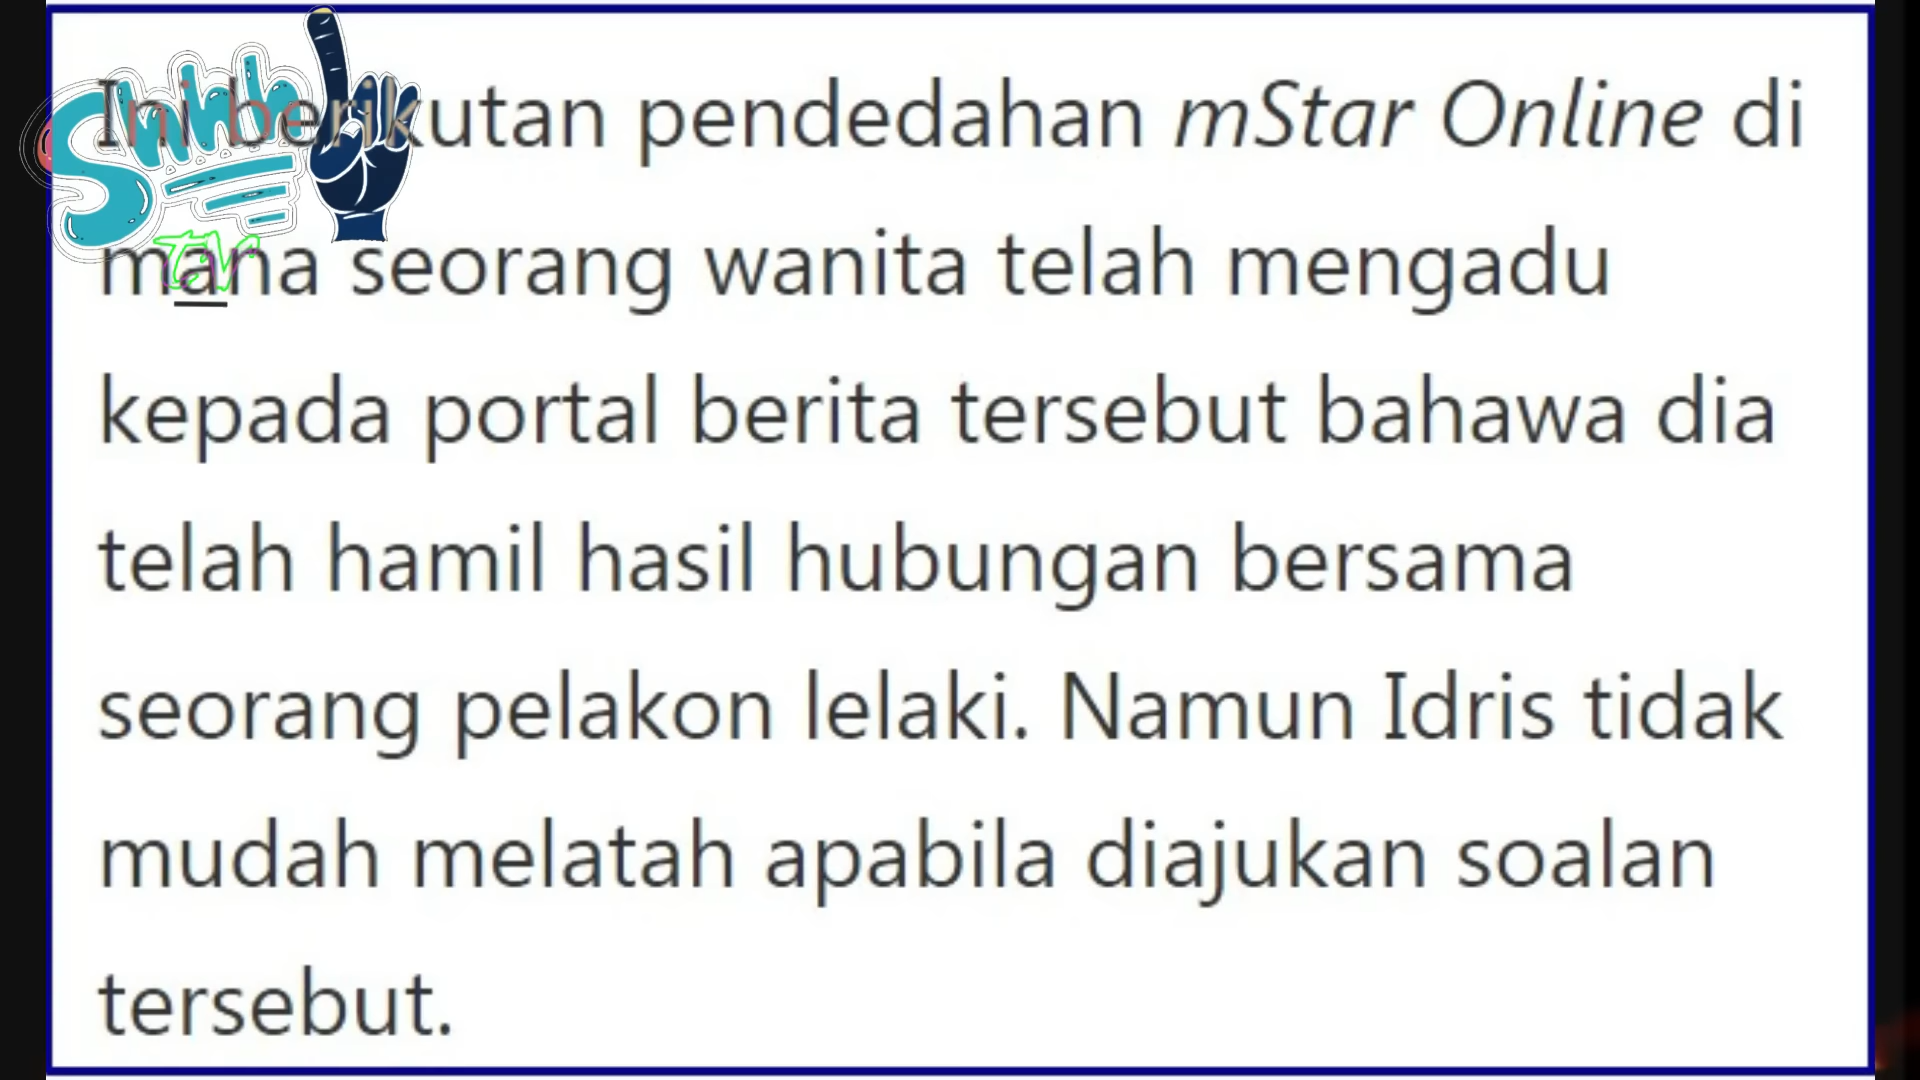 Ini berikutan pendedahan mStar Online di
mana seorang wanita telah mengadu
kepada portal berita tersebut bahawa dia
telah hamil hasil hubungan bersama
seorang pelakon lelaki. Namun Idris tidak
mudah melatah apabila diajukan soalan
tersebut.